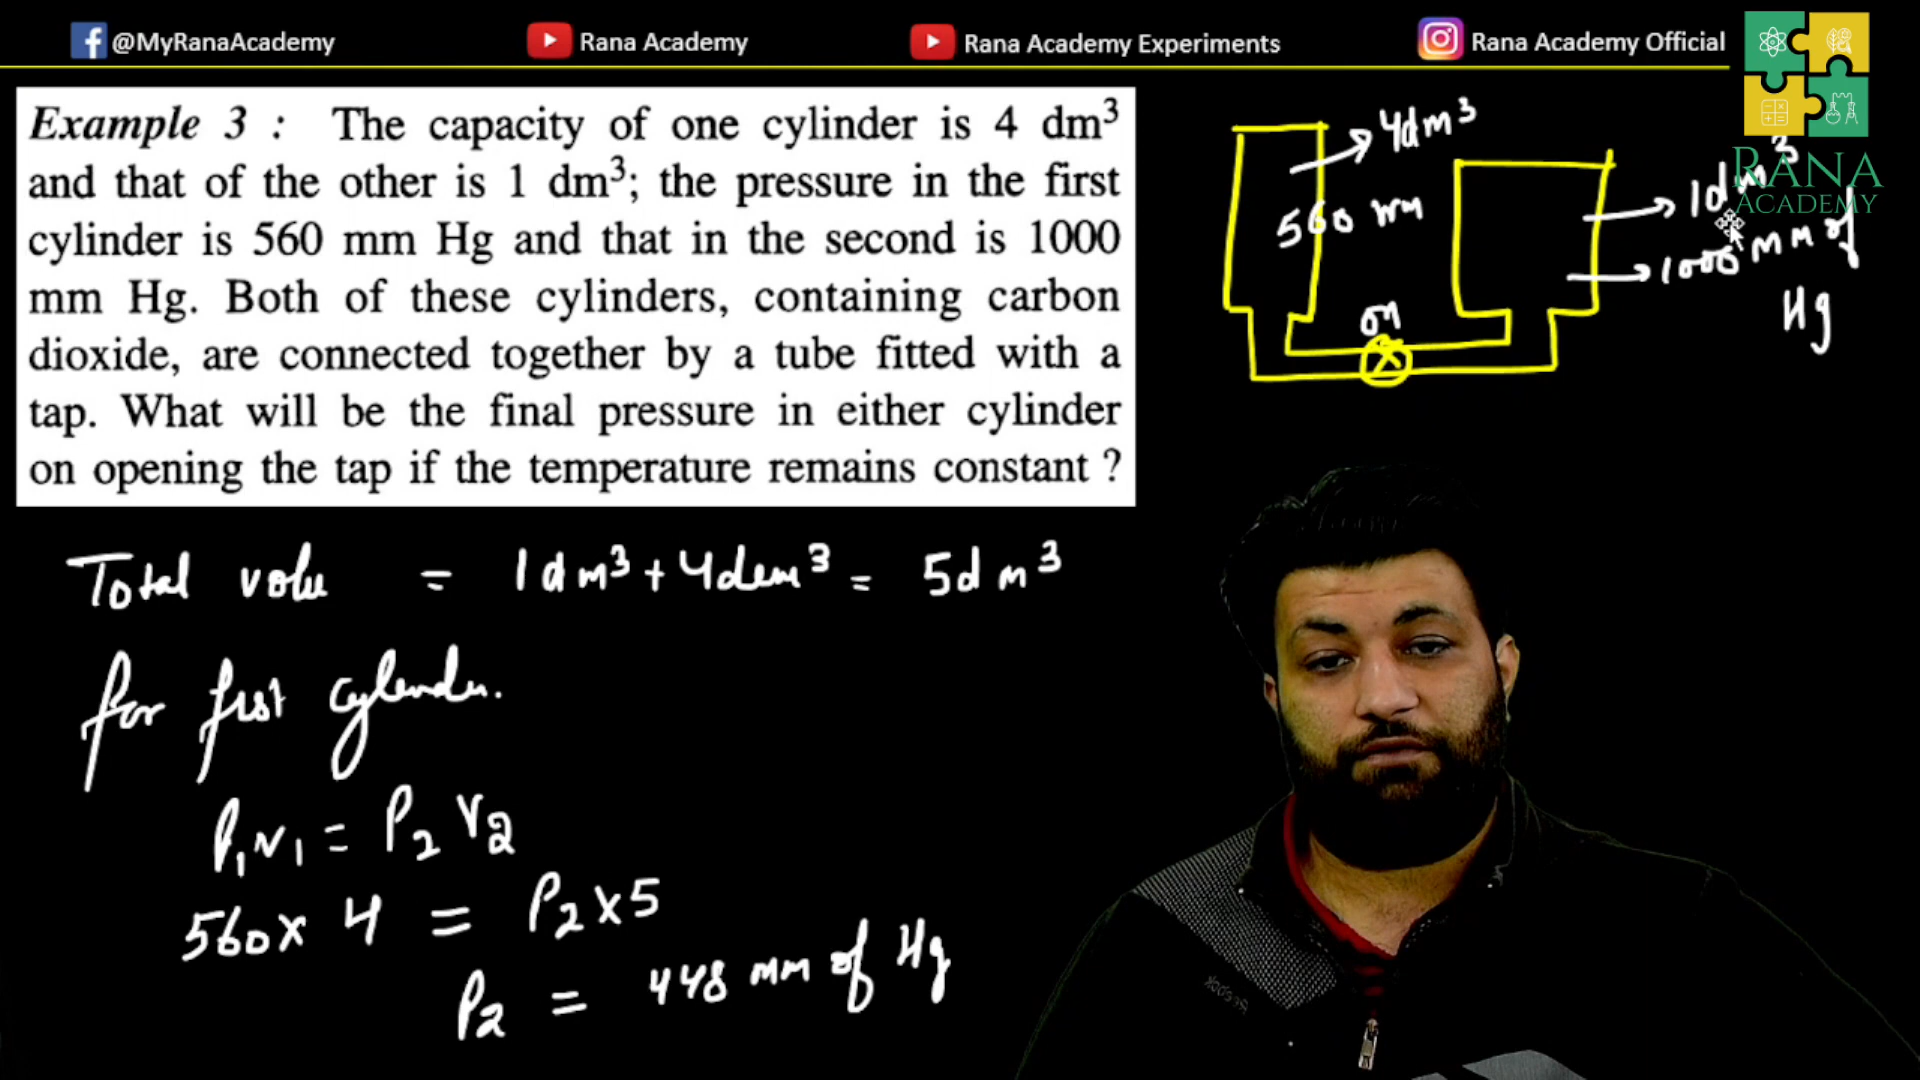 @MyRanaAcademy
Rana Academy
Rana Academy Experiments
Rana Academy Official
RANA
ACADEMY
Example 3 : The capacity of one cylinder is 4 dm³
and that of the other is 1 dm³; the pressure in the first
cylinder is 560 mm Hg and that in the second is 1000
mm Hg. Both of these cylinders, containing carbon
dioxide, are connected together by a tube fitted with a
tap. What will be the final pressure in either cylinder
on opening the tap if the temperature remains constant ?
4dm³
560 mm
1dm³
1000 mm of
Hg
on
Total volu = 1dm³ + 4dm³ = 5dm³
for first cylinder.
P₁V₁ = P₂V₂
560 x 4 = P₂ x 5
P₂ = 448 mm of Hg